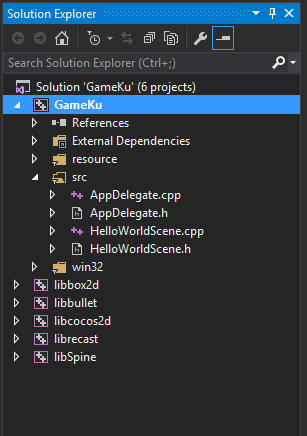 Solution Explorer
Search Solution Explorer (Ctrl+;)
Solution 'GameKu' (6 projects)
GameKu
References
External Dependencies
resource
src
AppDelegate.cpp
AppDelegate.h
HelloWorldScene.cpp
HelloWorldScene.h
win32
libbox2d
libbullet
libcocos2d
librecast
libSpine